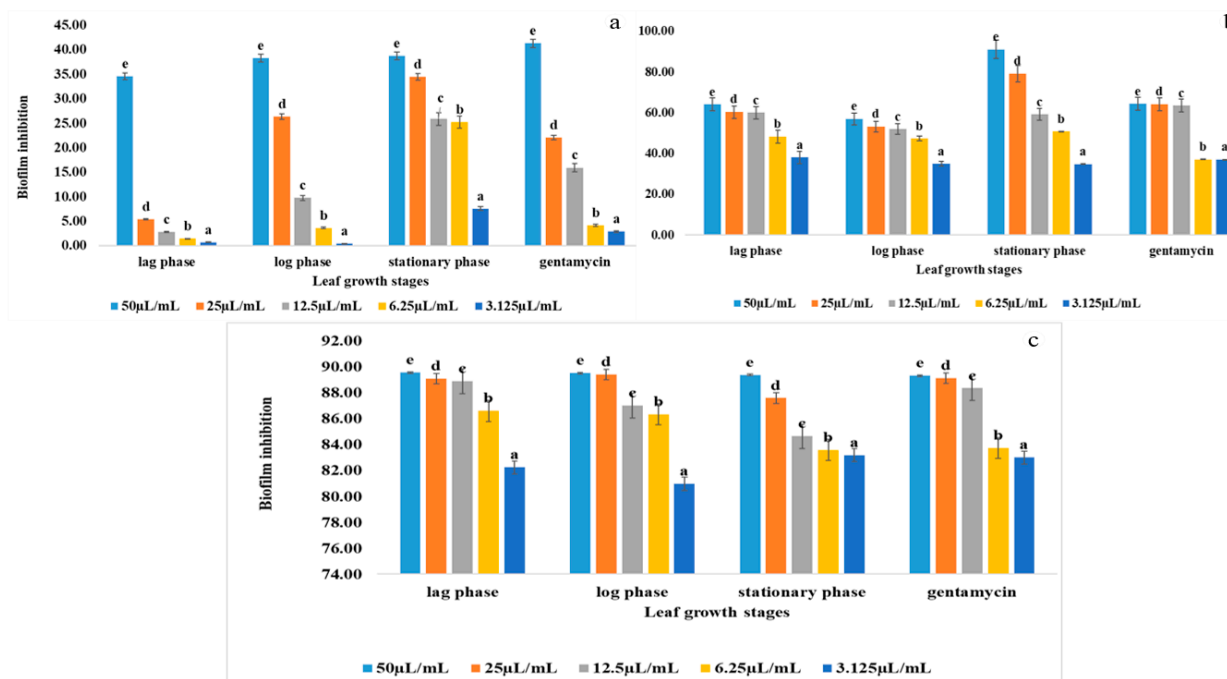 a
45.00
40.00
35.00
30.00
25.00
20.00
15.00
10.00
5.00
0.00
Biofilm inhibition
e d c b a
e d c b a
e d c b a
e d c b a
lag phase log phase stationary phase gentamycin
Leaf growth stages
50µL/mL 25µL/mL 12.5µL/mL 6.25µL/mL 3.125µL/mL
100.00
80.00
60.00
40.00
20.00
0.00
e d c b a
e d c b a
e d c b a
e d c b a
lag phase log phase stationary phase gentamycin
Leaf growth stages
50µL/mL 25µL/mL 12.5µL/mL 6.25µL/mL 3.125µL/mL
c
92.00
90.00
88.00
86.00
84.00
82.00
80.00
78.00
76.00
74.00
Biofilm inhibition
e d c b a
e d c b a
e d c b a
e d c b a
lag phase log phase stationary phase gentamycin
Leaf growth stages
50µL/mL 25µL/mL 12.5µL/mL 6.25µL/mL 3.125µL/mL